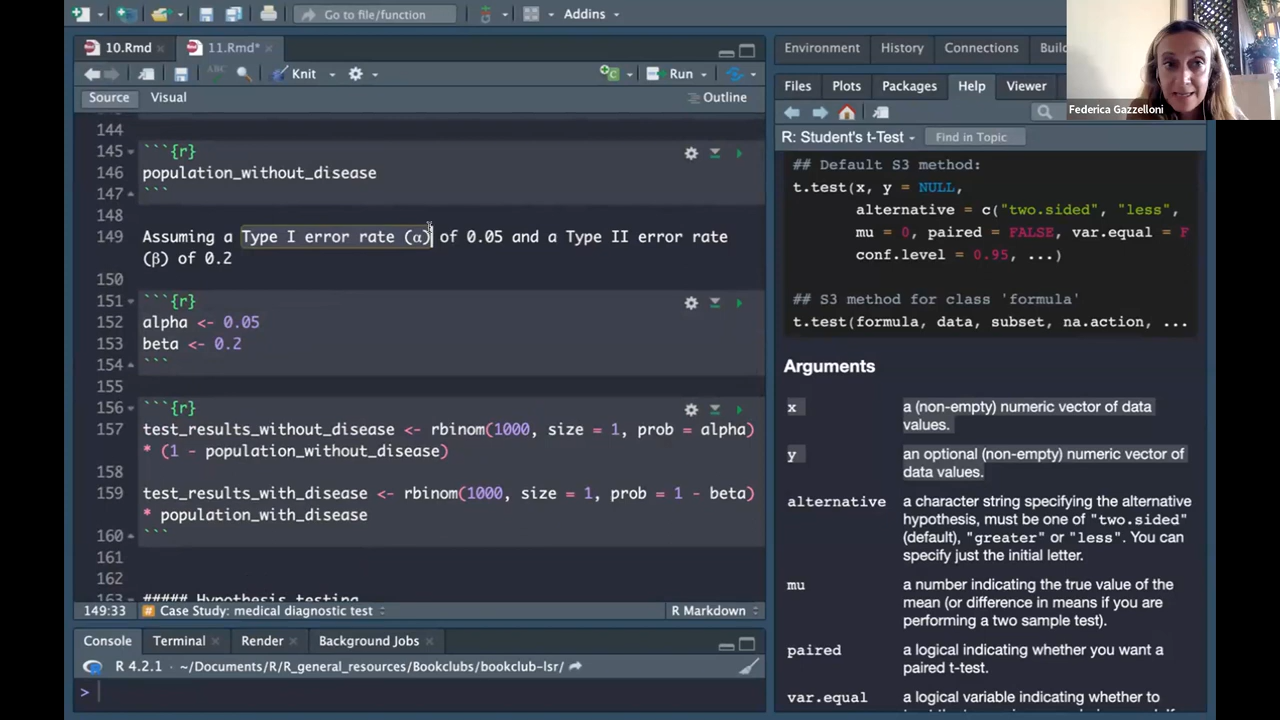 Go to file/function
Addins
10.Rmd
11.Rmd*
Knit
Run
Source
Visual
Outline
144
145
```{r}
146
population_without_disease
147
```
148
149
Assuming a Type I error rate (α) of 0.05 and a Type II error rate
(β) of 0.2
150
151
```{r}
152
alpha <- 0.05
153
beta <- 0.2
154
```
155
156
```{r}
157
test_results_without_disease <- rbinom(1000, size = 1, prob = alpha)
* (1 - population_without_disease)
158
159
test_results_with_disease <- rbinom(1000, size = 1, prob = 1 - beta)
* population_with_disease
160
```
161
162
163
##### Hypothesis testing
149:33
Case Study: medical diagnostic test
R Markdown
Console
Terminal
Render
Background Jobs
R 4.2.1 · ~/Documents/R/R_general_resources/Bookclubs/bookclub-lsr/
>
Environment
History
Connections
Files
Plots
Packages
Help
Viewer
R: Student's t-Test
Find in Topic
## Default S3 method:
t.test(x, y = NULL,
alternative = c("two.sided", "less",
mu = 0, paired = FALSE, var.equal = F
conf.level = 0.95, ...)
## S3 method for class 'formula'
t.test(formula, data, subset, na.action, ...
Arguments
x
a (non-empty) numeric vector of data
values.
y
an optional (non-empty) numeric vector of
data values.
alternative
a character string specifying the alternative
hypothesis, must be one of "two.sided"
(default), "greater" or "less". You can
specify just the initial letter.
mu
a number indicating the true value of the
mean (or difference in means if you are
performing a two sample test).
paired
a logical indicating whether you want a
paired t-test.
var.equal
a logical variable indicating whether to
Federica Gazzelloni